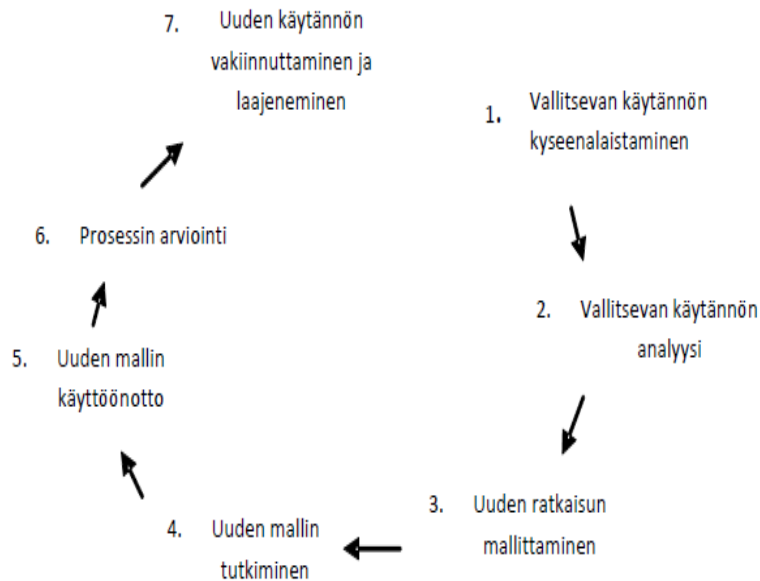 1. Vallitsevan käytännön
kyseenalaistaminen
2. Vallitsevan käytännön
analyysi
3. Uuden ratkaisun
mallittaminen
4. Uuden mallin
tutkiminen
5. Uuden mallin
käyttöönotto
6. Prosessin arviointi
7. Uuden käytännön
vakiinnuttaminen ja
laajeneminen